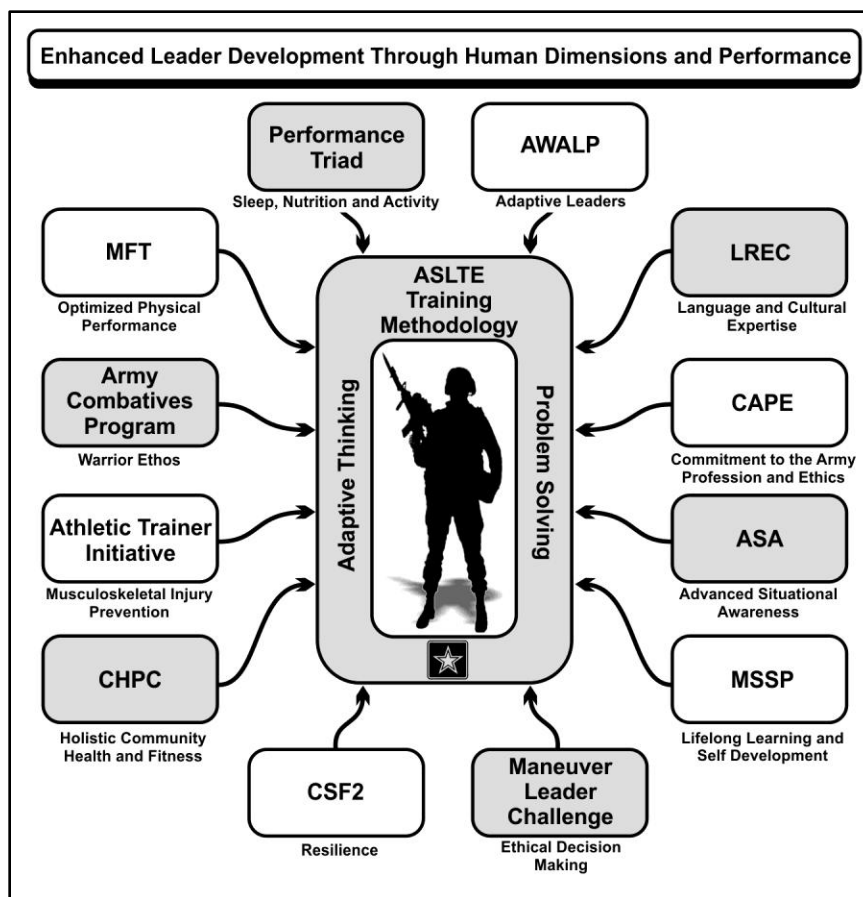 Enhanced Leader Development Through Human Dimensions and Performance
Performance
Triad
Sleep, Nutrition and Activity
AWALP
Adaptive Leaders
MFT
Optimized Physical
Performance
LREC
Language and Cultural
Expertise
ASLTE
Training
Methodology
Adaptive Thinking
Problem Solving
Army
Combatives
Program
Warrior Ethos
CAPE
Commitment to the Army
Profession and Ethics
Athletic Trainer
Initiative
Musculoskeletal Injury
Prevention
ASA
Advanced Situational
Awareness
CHPC
Holistic Community
Health and Fitness
MSSP
Lifelong Learning and
Self Development
CSF2
Resilience
Maneuver
Leader
Challenge
Ethical Decision
Making